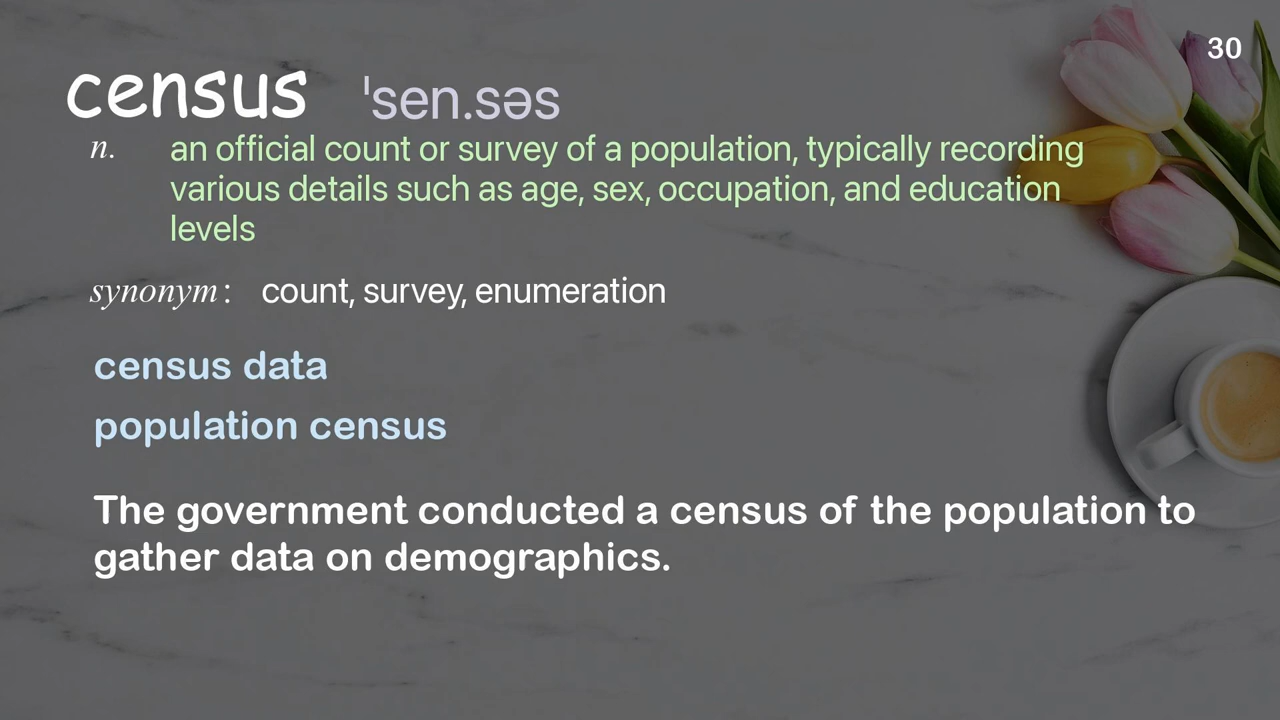 30
census ˈsen.səs
n. an official count or survey of a population, typically recording
various details such as age, sex, occupation, and education
levels
synonym: count, survey, enumeration
census data
population census
The government conducted a census of the population to
gather data on demographics.